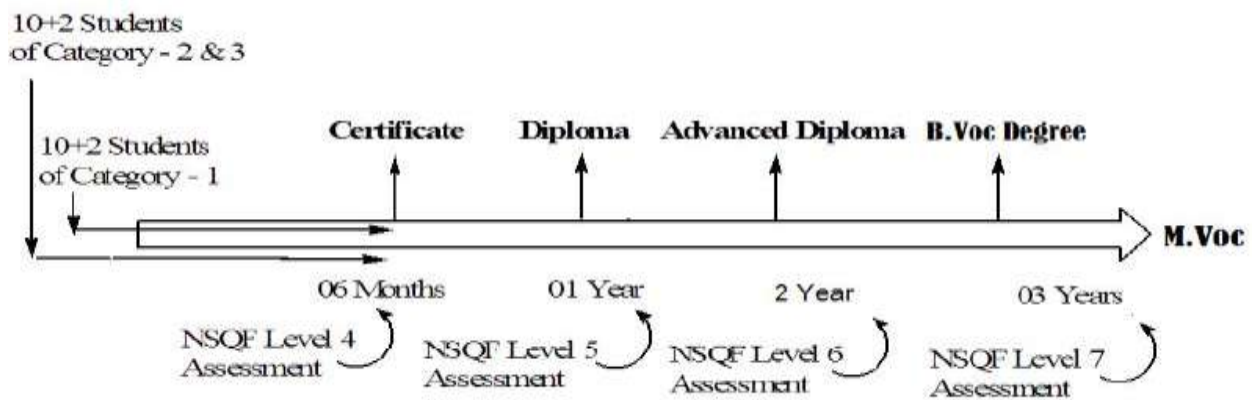 10+2 Students
of Category - 2 & 3
10+2 Students
of Category - 1
Certificate
Diploma
Advanced Diploma
B.Voc Degree
M.Voc
06 Months
01 Year
2 Year
03 Years
NSQF Level 4
Assessment
NSQF Level 5
Assessment
NSQF Level 6
Assessment
NSQF Level 7
Assessment